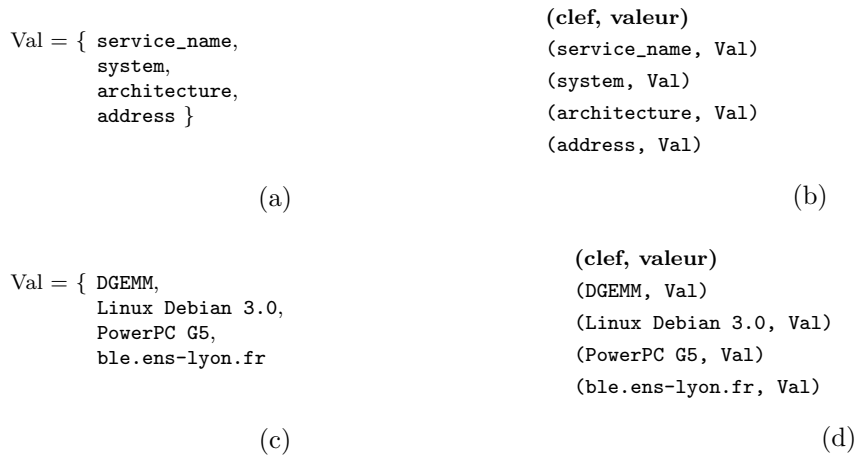 Val = { service_name,
system,
architecture,
address }
(a)
(clef, valeur)
(service_name, Val)
(system, Val)
(architecture, Val)
(address, Val)
(b)
Val = { DGEMM,
Linux Debian 3.0,
PowerPC G5,
ble.ens-lyon.fr
(c)
(clef, valeur)
(DGEMM, Val)
(Linux Debian 3.0, Val)
(PowerPC G5, Val)
(ble.ens-lyon.fr, Val)
(d)